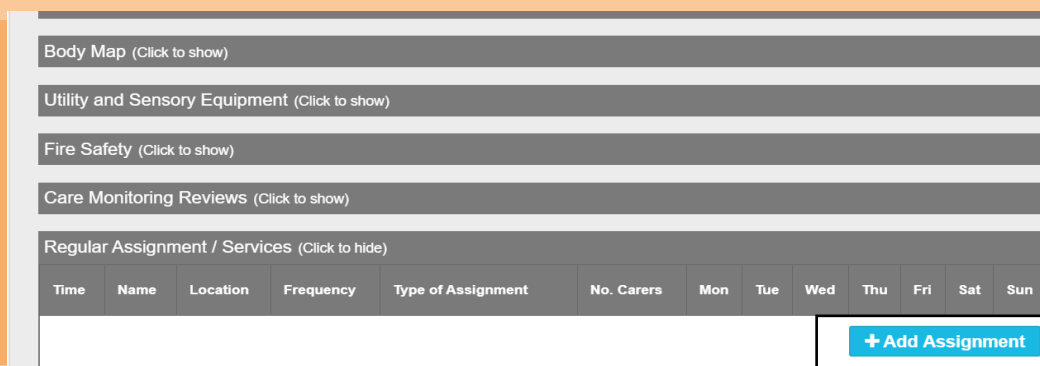 Body Map (Click to show)
Utility and Sensory Equipment (Click to show)
Fire Safety (Click to show)
Care Monitoring Reviews (Click to show)
Regular Assignment / Services (Click to hide)
Time Name Location Frequency Type of Assignment No. Carers Mon Tue Wed Thu Fri Sat Sun
+ Add Assignment